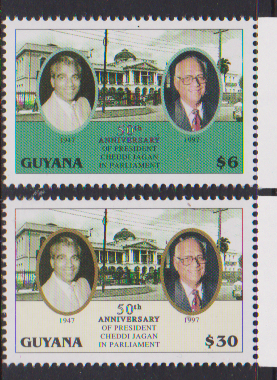 1947
1997
50th
ANNIVERSARY
OF PRESIDENT
CHEDDI JAGAN
IN PARLIAMENT
GUYANA
$6
1947
1997
50th
ANNIVERSARY
OF PRESIDENT
CHEDDI JAGAN
IN PARLIAMENT
GUYANA
$30